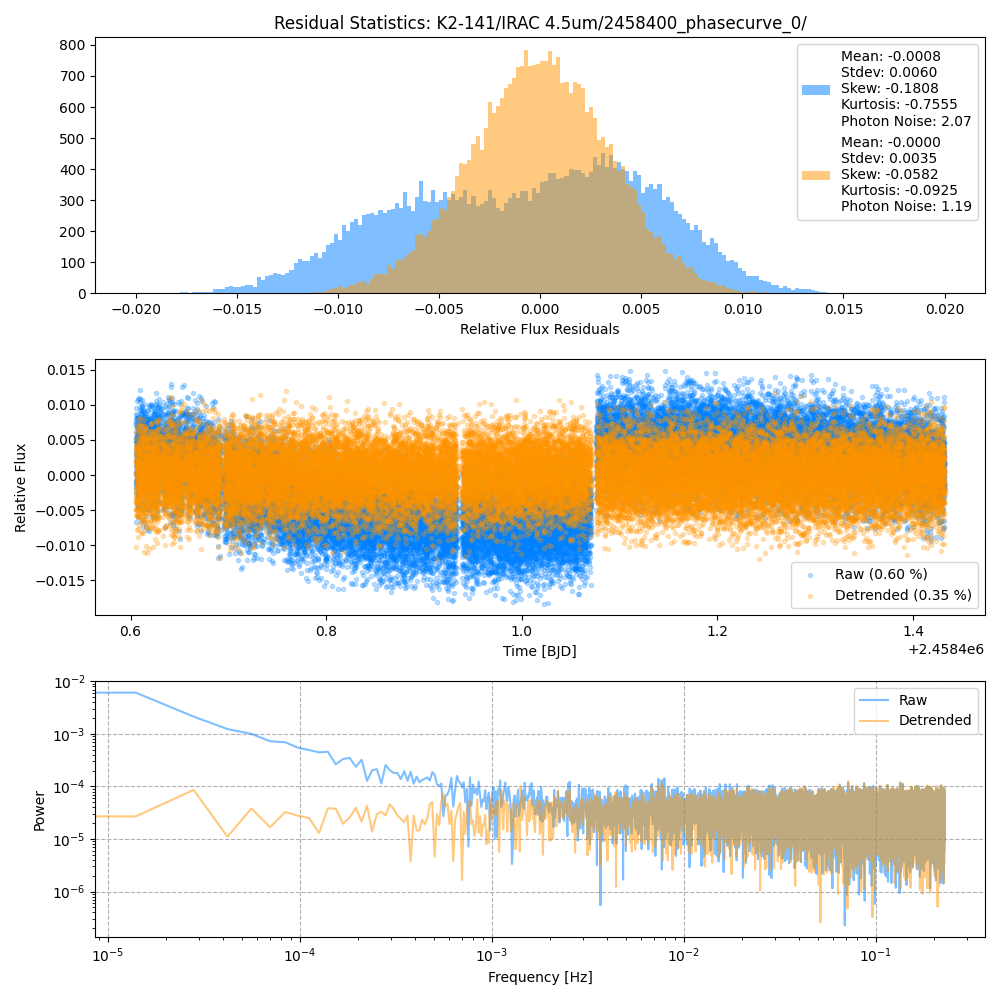 Residual Statistics: K2-141/IRAC 4.5um/2458400_phasecurve_0/
800
700
600
500
400
300
200
100
0
Mean: -0.0008
Stdev: 0.0060
Skew: -0.1808
Kurtosis: -0.7555
Photon Noise: 2.07
Mean: -0.0000
Stdev: 0.0035
Skew: -0.0582
Kurtosis: -0.0925
Photon Noise: 1.19
−0.020 −0.015 −0.010 −0.005 0.000 0.005 0.010 0.015 0.020
Relative Flux Residuals
0.015
0.010
0.005
0.000
−0.005
−0.010
−0.015
Relative Flux
Raw (0.60 %)
Detrended (0.35 %)
0.6 0.8 1.0 1.2 1.4
Time [BJD]
+2.4584e6
10⁻²
10⁻³
10⁻⁴
10⁻⁵
10⁻⁶
Power
Raw
Detrended
10⁻⁵ 10⁻⁴ 10⁻³ 10⁻² 10⁻¹
Frequency [Hz]